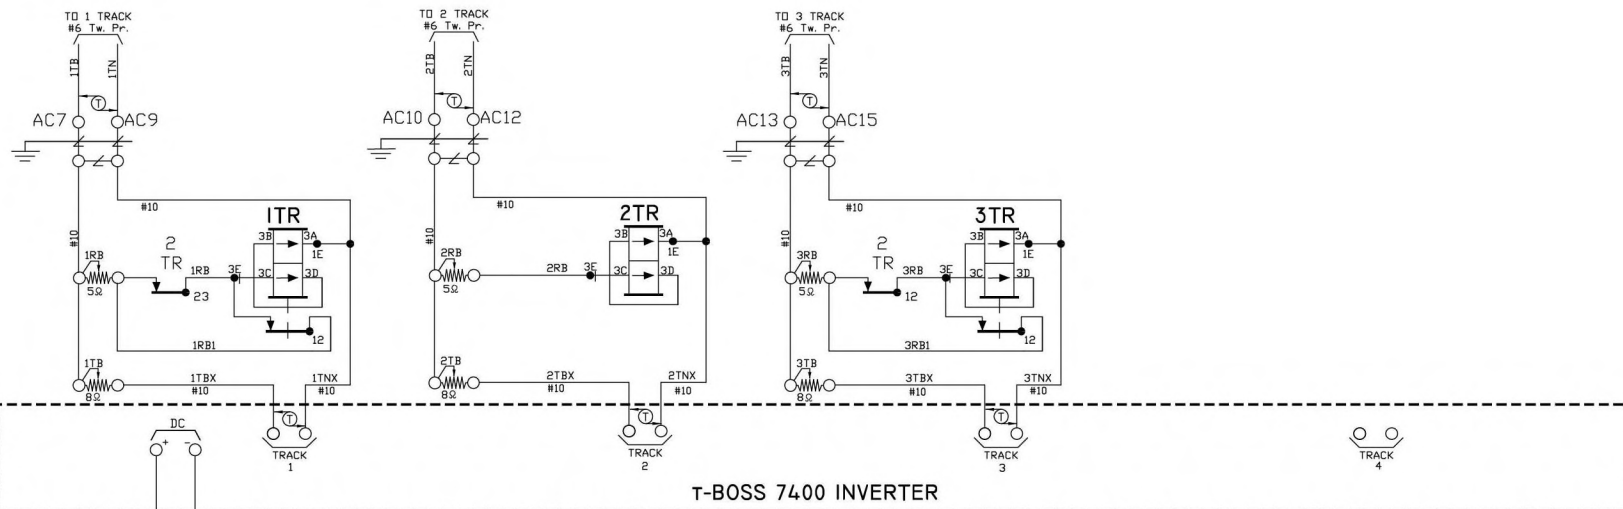 TO 1 TRACK
#6 Tw. Pr.
1TB
1TN
T
AC7
AC9
#10
#10
1TR
3B
3A
1E
2
TR
1RB
5Ω
1RB
3E
3C
3D
23
12
1RB1
1TB
8Ω
1TBX
#10
1TNX
#10
T
TRACK
1
TO 2 TRACK
#6 Tw. Pr.
2TB
2TN
T
AC10
AC12
#10
#10
2TR
3B
3A
1E
2RB
5Ω
2RB
3E
3C
3D
2TB
8Ω
2TBX
#10
2TNX
#10
T
TRACK
2
TO 3 TRACK
#6 Tw. Pr.
3TB
3TN
T
AC13
AC15
#10
#10
3TR
3B
3A
1E
2
TR
3RB
5Ω
3RB
3E
3C
3D
12
12
3RB1
3TB
8Ω
3TBX
#10
3TNX
#10
T
TRACK
3
TRACK
4
DC
+ -
T-BOSS 7400 INVERTER